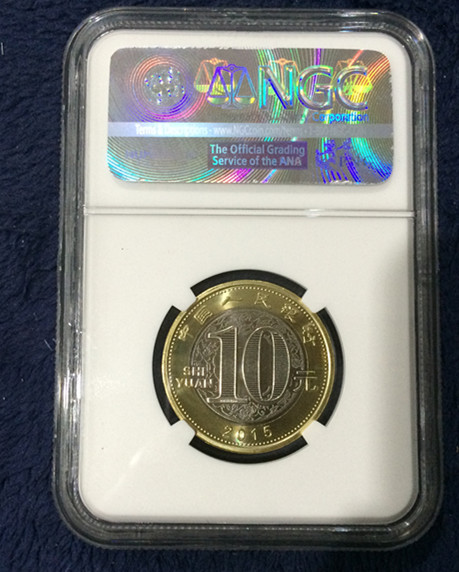 NGC
Corporation
The Official Grading
Service of the ANA
中国人民银行
SHI
YUAN
10
元
2015